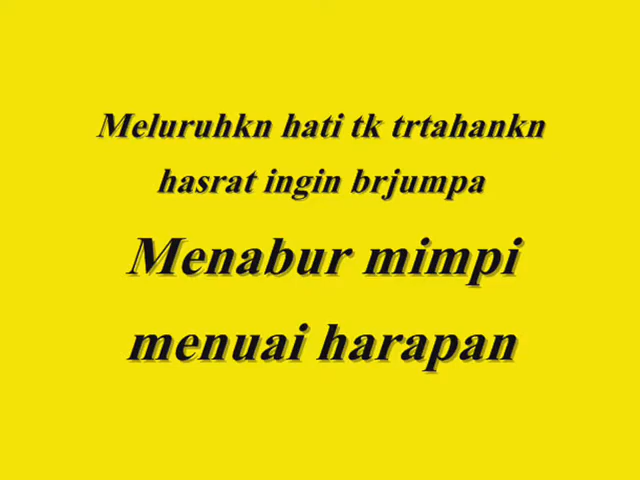 Meluruhkn hati tk trtahankn
hasrat ingin brjumpa
Menabur mimpi
menuai harapan